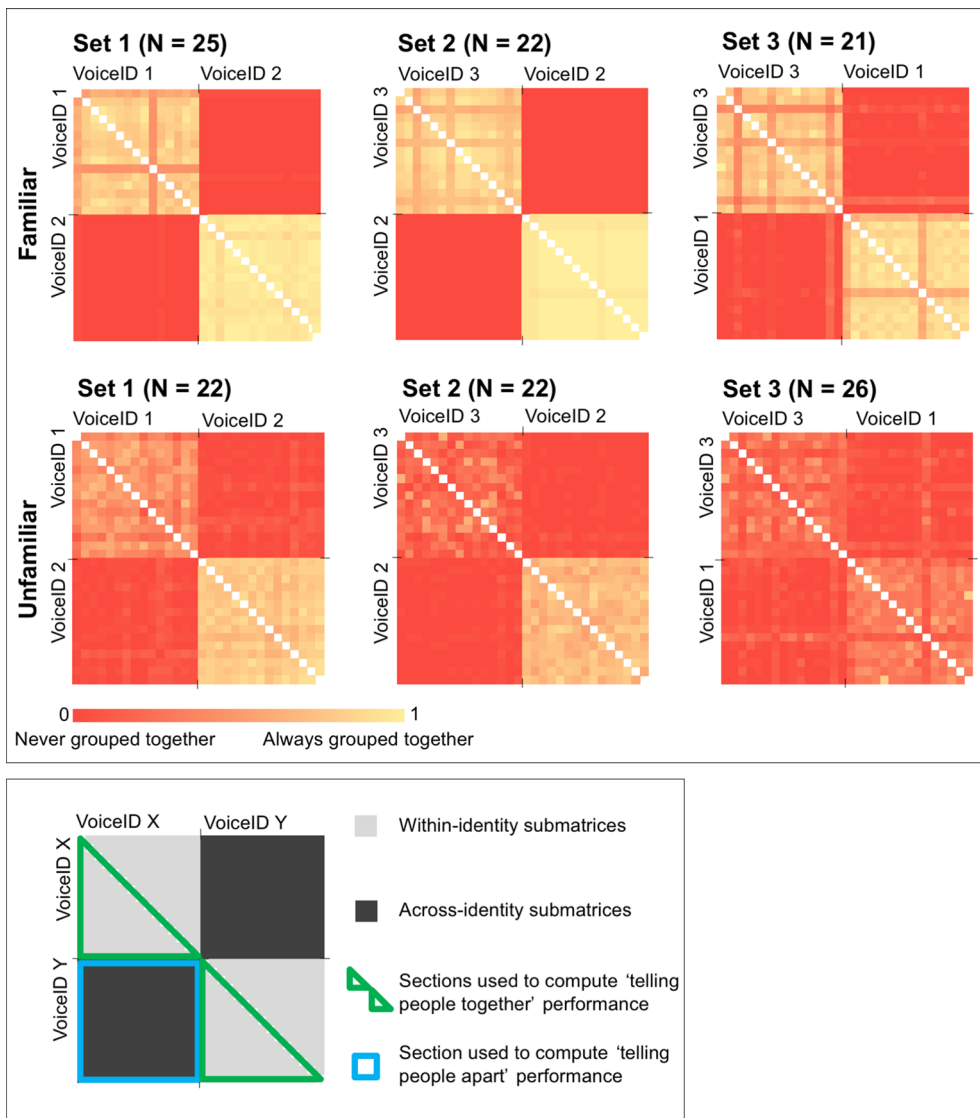 Set 1 (N = 25)
Set 2 (N = 22)
Set 3 (N = 21)
VoiceID 1
VoiceID 2
VoiceID 3
VoiceID 2
VoiceID 3
VoiceID 1
Familiar
VoiceID 1
VoiceID 2
VoiceID 3
VoiceID 2
VoiceID 3
VoiceID 1
Set 1 (N = 22)
Set 2 (N = 22)
Set 3 (N = 26)
VoiceID 1
VoiceID 2
VoiceID 3
VoiceID 2
VoiceID 3
VoiceID 1
Unfamiliar
VoiceID 1
VoiceID 2
VoiceID 3
VoiceID 2
VoiceID 3
VoiceID 1
0
1
Never grouped together
Always grouped together
VoiceID X
VoiceID Y
VoiceID X
VoiceID Y
Within-identity submatrices
Across-identity submatrices
Sections used to compute ‘telling
people together’ performance
Section used to compute ‘telling
people apart’ performance